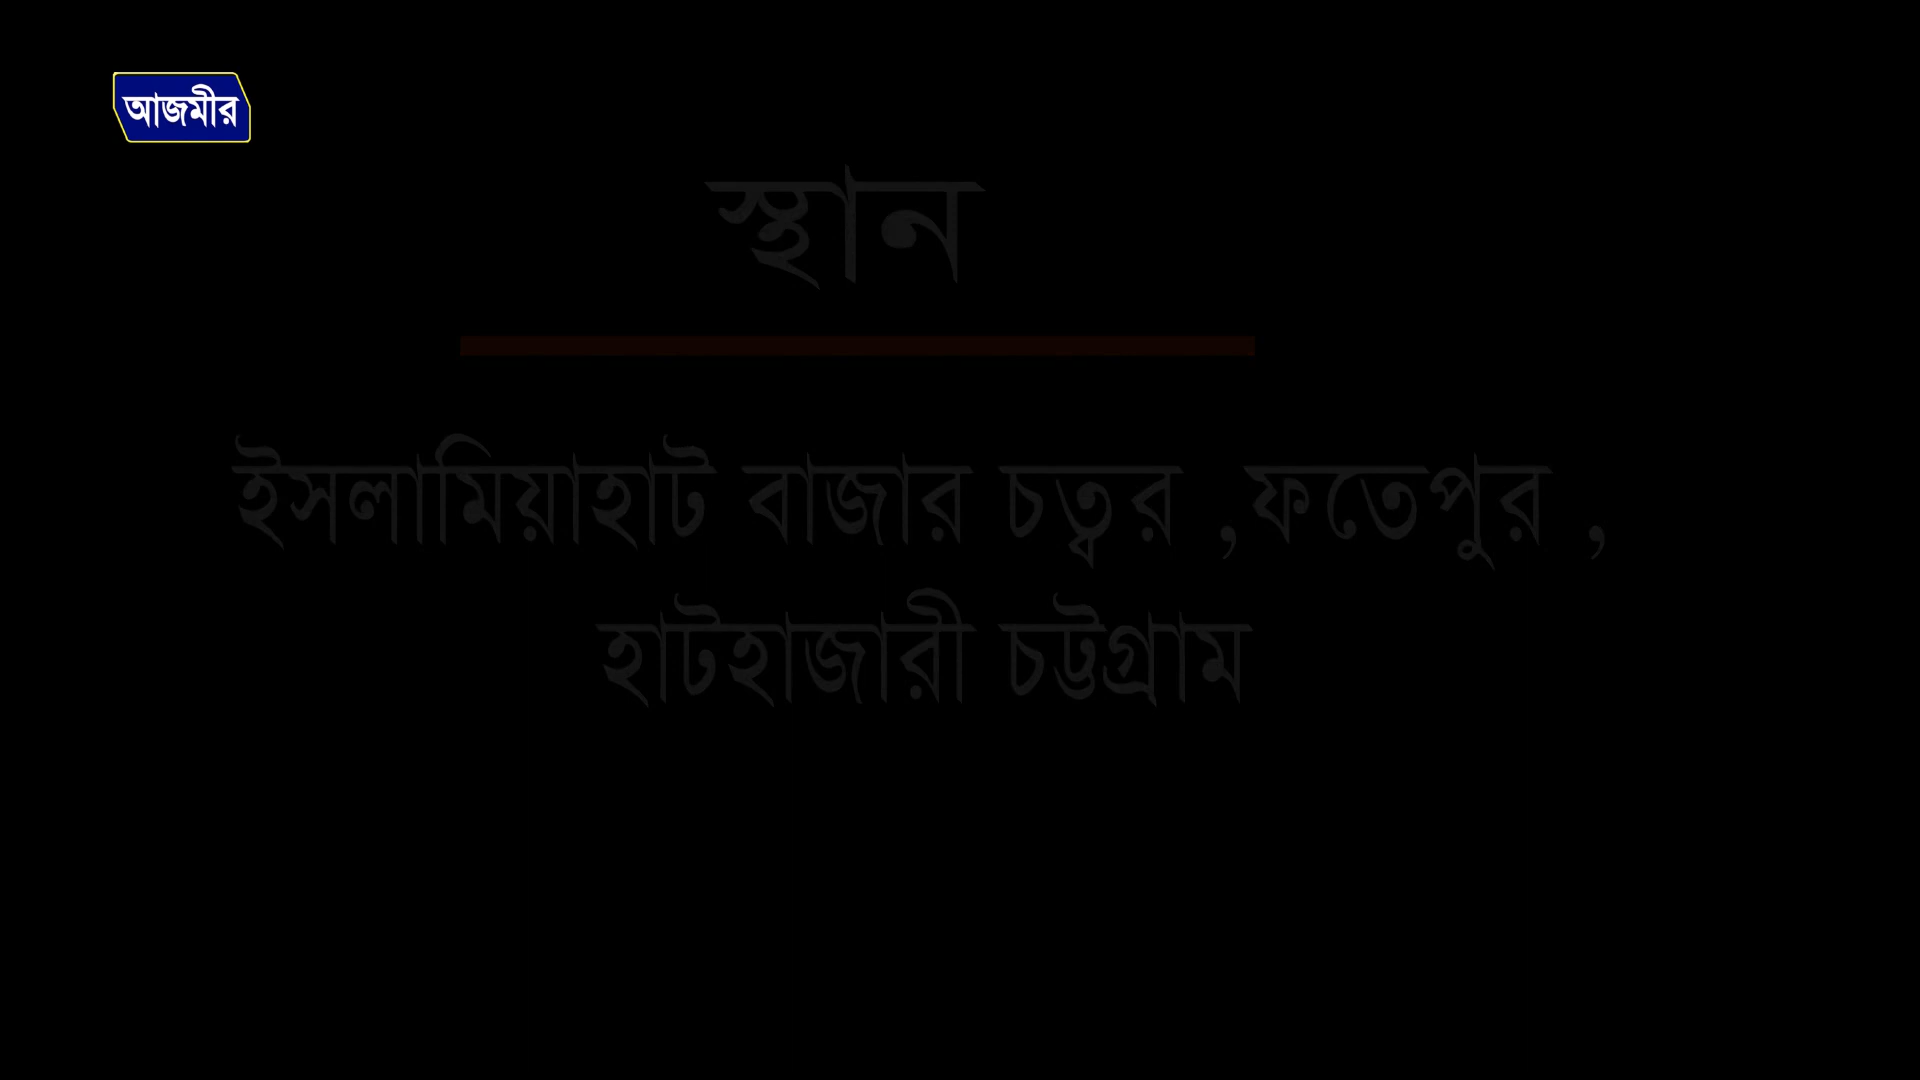 আজমীর
স্থান
ইসলামিয়াহাট বাজার চত্বর ,ফতেপুর ,
হাটহাজারী চট্টগ্রাম